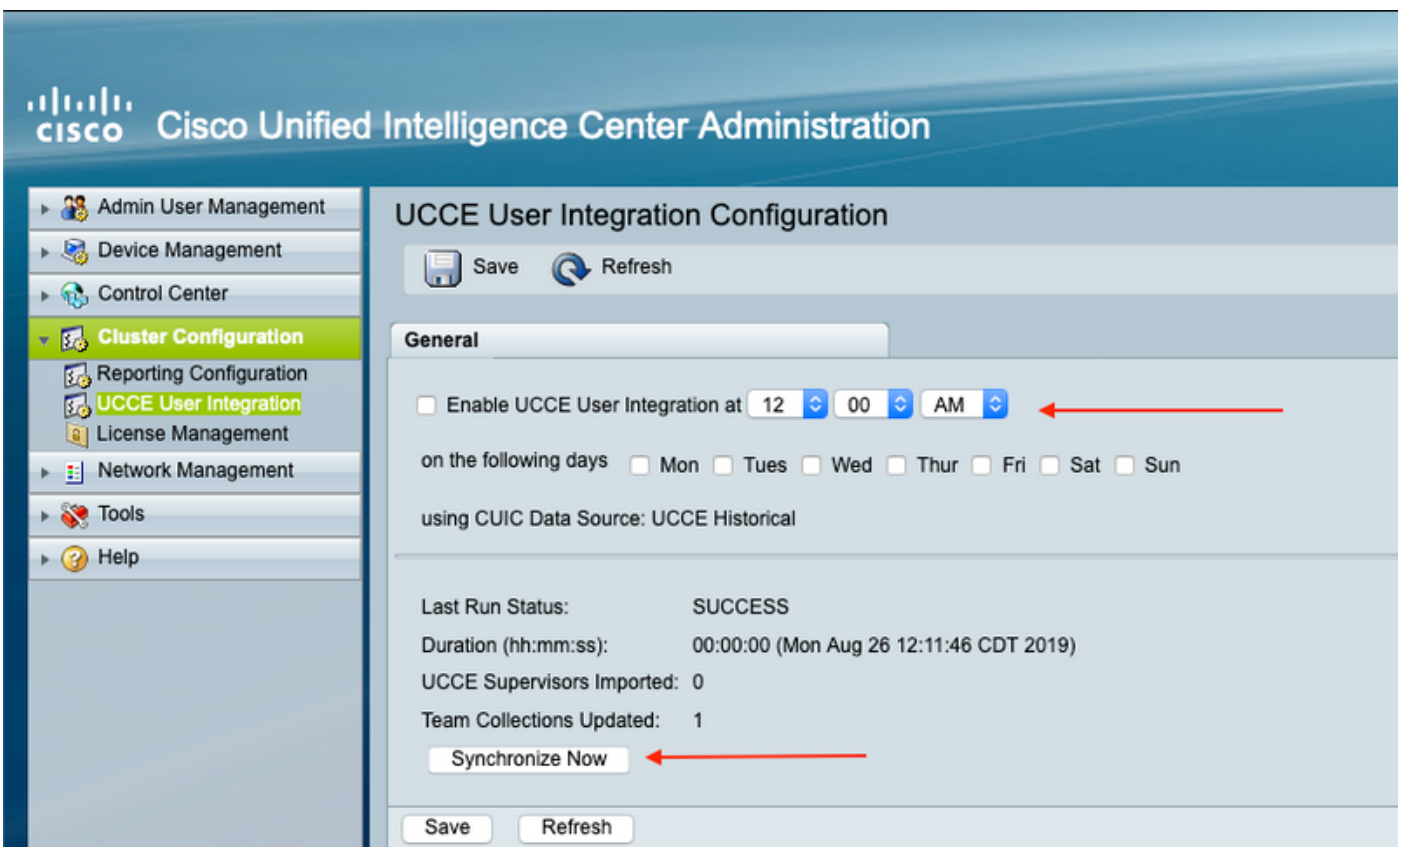 CISCO Cisco Unified Intelligence Center Administration
Admin User Management
Device Management
Control Center
Cluster Configuration
Reporting Configuration
UCCE User Integration
License Management
Network Management
Tools
Help
UCCE User Integration Configuration
Save Refresh
General
Enable UCCE User Integration at 12 00 AM
on the following days Mon Tues Wed Thur Fri Sat Sun
using CUIC Data Source: UCCE Historical
Last Run Status: SUCCESS
Duration (hh:mm:ss): 00:00:00 (Mon Aug 26 12:11:46 CDT 2019)
UCCE Supervisors Imported: 0
Team Collections Updated: 1
Synchronize Now
Save Refresh